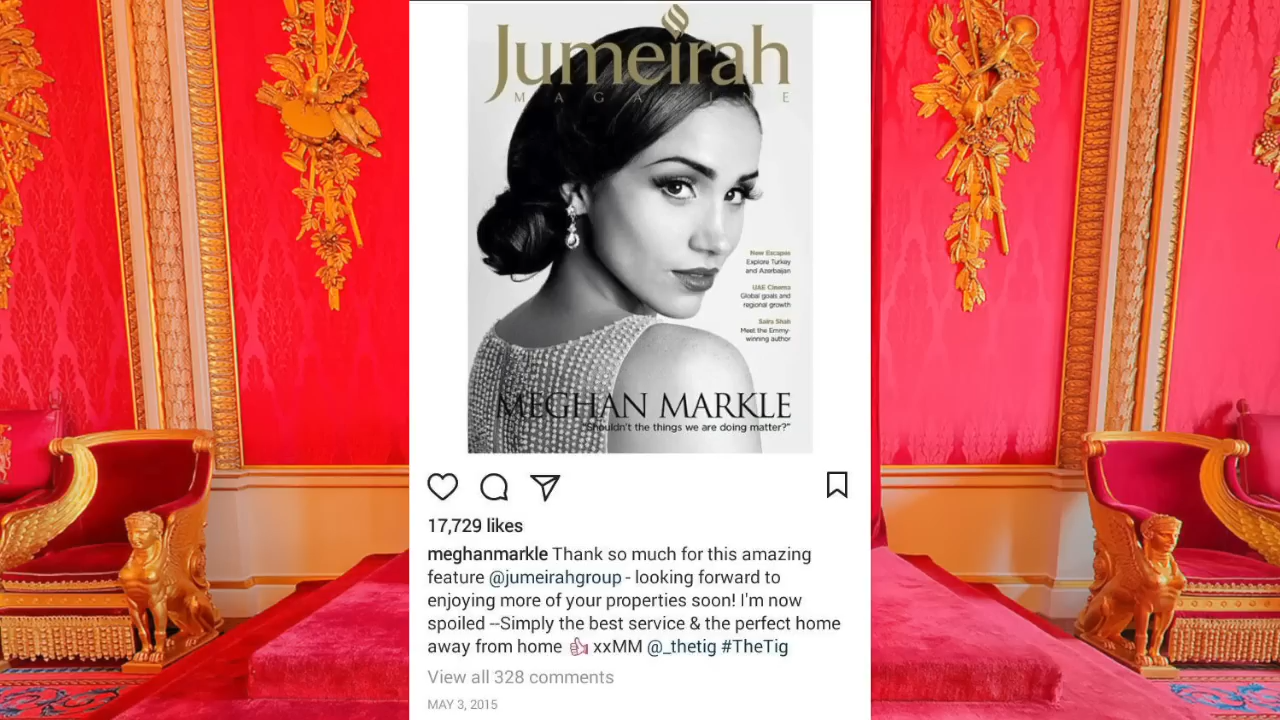 Jumeirah
MAGAZINE
New Escapes
Explore Turkey
and Azerbaijan
UAE Cinema
Global goals and
regional growth
Saira Shah
Meet the Emmy-
winning author
MEGHAN MARKLE
"Shouldn't the things we are doing matter?"
17,729 likes
meghanmarkle Thank so much for this amazing
feature @jumeirahgroup - looking forward to
enjoying more of your properties soon! I'm now
spoiled --Simply the best service & the perfect home
away from home 👍 xxMM @_thetig #TheTig
View all 328 comments
MAY 3, 2015